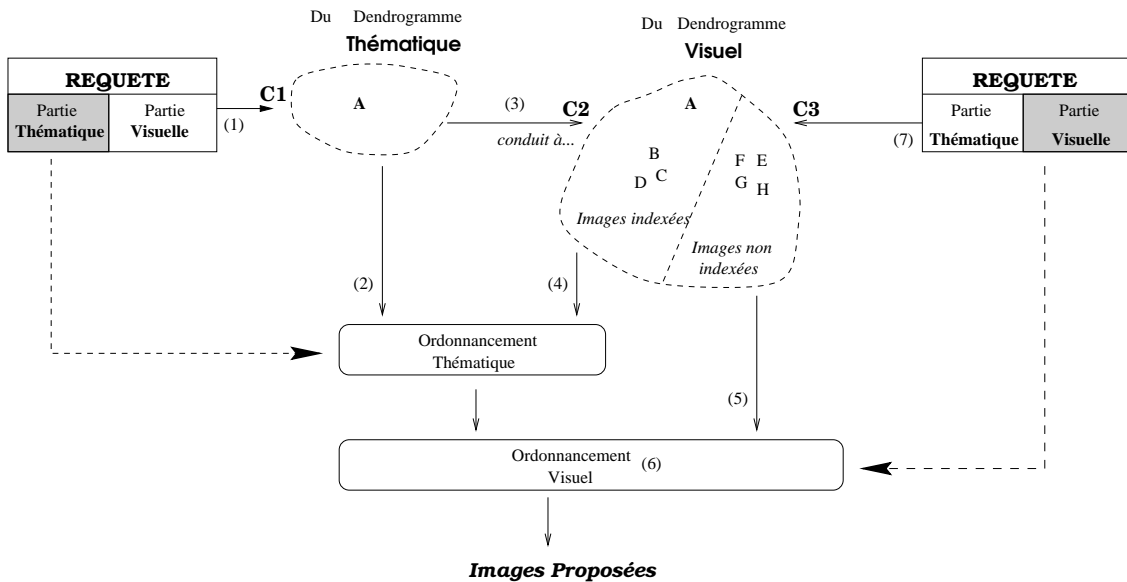 Du Dendrogramme
Thématique
Du Dendrogramme
Visuel
REQUETE
Partie
Thématique
Partie
Visuelle
(1)
C1
A
(3)
conduit à...
C2
A
C3
B
D C
F E
G H
Images indexées
Images non
indexées
(7)
REQUETE
Partie
Thématique
Partie
Visuelle
(2)
(4)
Ordonnancement
Thématique
(5)
Ordonnancement
Visuel
(6)
Images Proposées